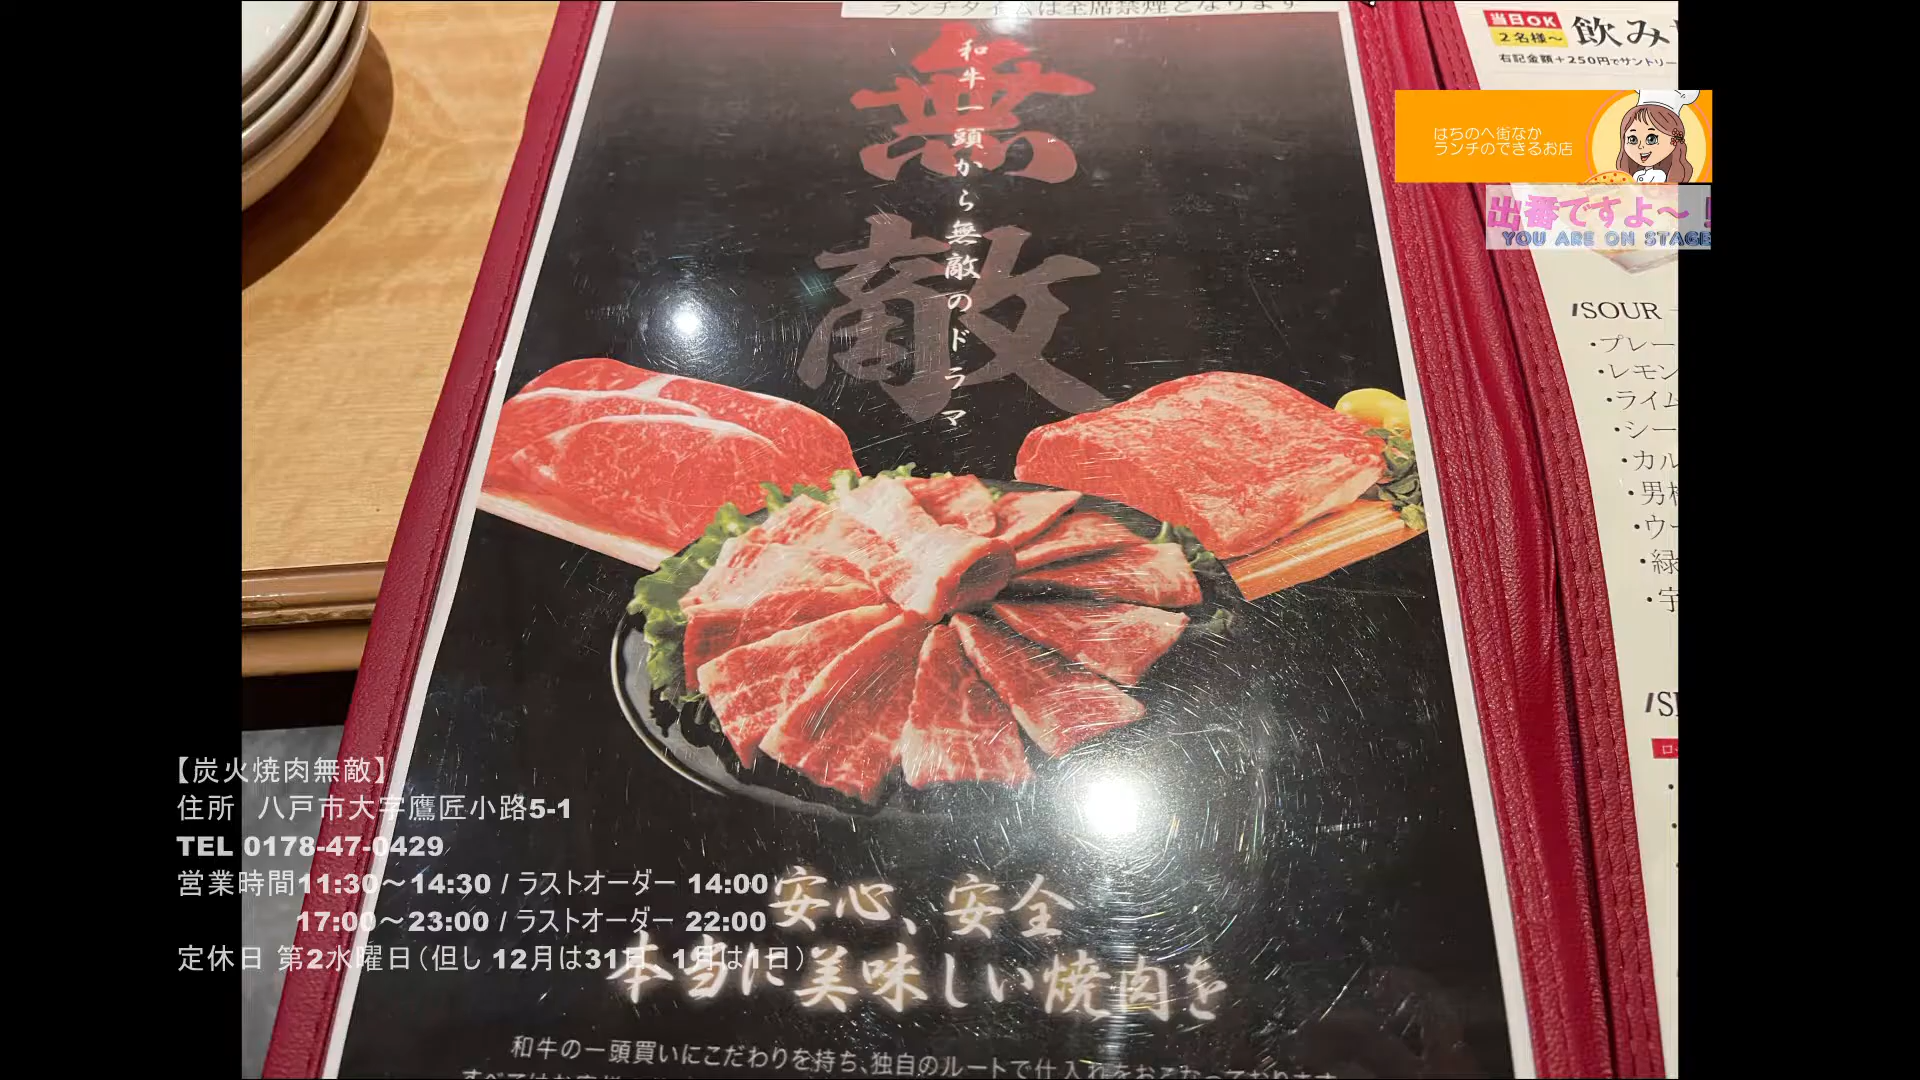 ランチタイムは全席禁煙となります
無敵
和牛一頭から無敵のドラマ
当日OK
2名様～
飲み
右記金額+250円でサントリー
はちのへ街なか
ランチのできるお店
出番ですよ～！
YOU ARE ON STAGE
SOUR
・プレー
・レモン
・ライム
・シー
・カル
・男梅
・ウー
・緑
・宇
【炭火焼肉無敵】
住所 八戸市大字鷹匠小路5-1
TEL 0178-47-0429
営業時間11:30～14:30 / ラストオーダー 14:00
17:00～23:00 / ラストオーダー 22:00
定休日 第2水曜日（但し 12月は31日、1月は1日）
安心、安全
本当に美味しい焼肉を
和牛の一頭買いにこだわりを持ち、独自のルートで仕入れをおこなっております